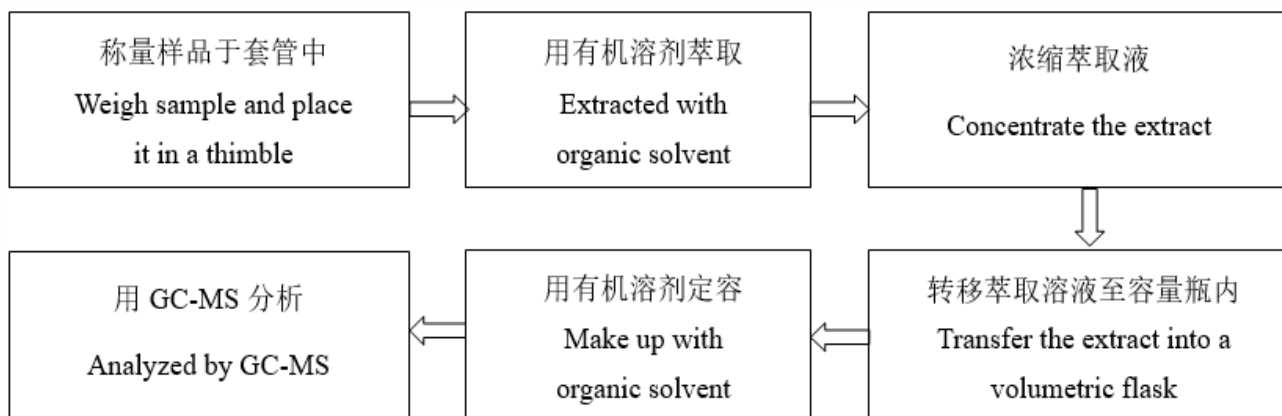 称量样品于套管中
Weigh sample and place
it in a thimble
用有机溶剂萃取
Extracted with
organic solvent
浓缩萃取液
Concentrate the extract
转移萃取溶液至容量瓶内
Transfer the extract into a
volumetric flask
用有机溶剂定容
Make up with
organic solvent
用 GC-MS 分析
Analyzed by GC-MS